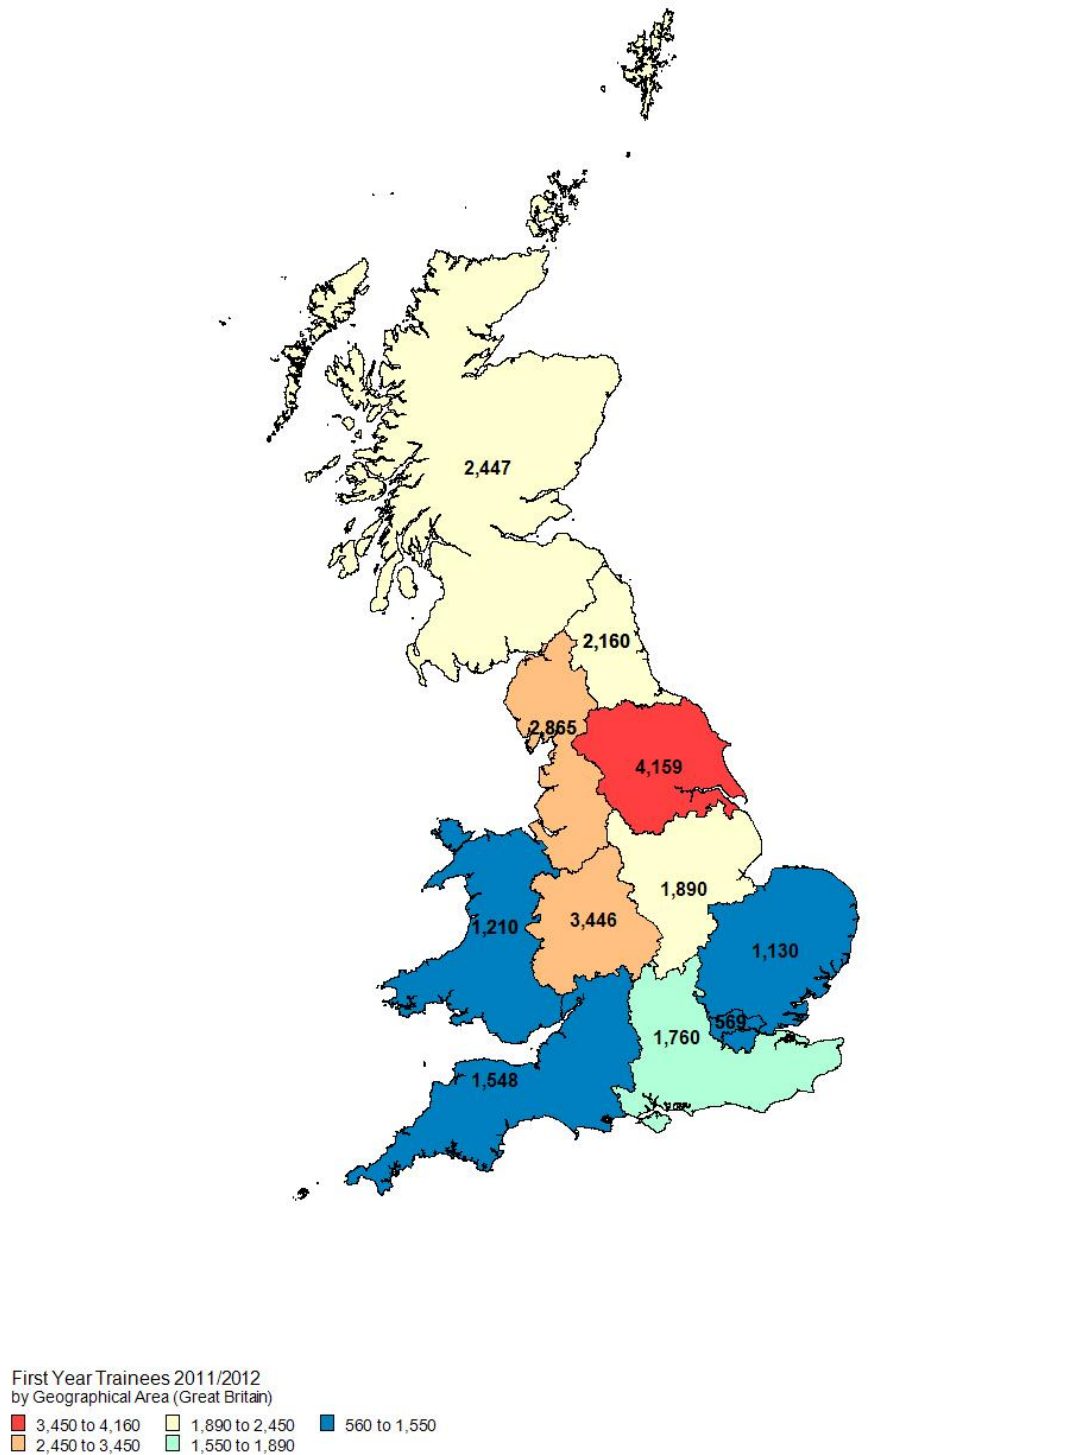 2,447
2,160
2,865
4,159
1,890
3,446
1,210
1,130
569
1,760
1,548
First Year Trainees 2011/2012
by Geographical Area (Great Britain)
3,450 to 4,160 1,890 to 2,450 560 to 1,550
2,450 to 3,450 1,550 to 1,890